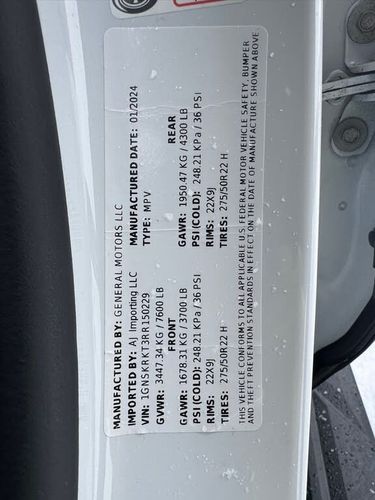 MANUFACTURED BY: GENERAL MOTORS LLC
IMPORTED BY: AJ Importing LLC MANUFACTURED DATE: 01/2024
VIN: 1GNSKRKT3RR150229 TYPE: MPV
GVWR: 3447.34 KG / 7600 LB
FRONT REAR
GAWR: 1678.31 KG / 3700 LB GAWR: 1950.47 KG / 4300 LB
PSI(COLD): 248.21 KPa / 36 PSI PSI(COLD): 248.21 KPa / 36 PSI
RIMS: 22X9J RIMS: 22X9J
TIRES: 275/50R22 H TIRES: 275/50R22 H
THIS VEHICLE CONFORMS TO ALL APPLICABLE U.S. FEDERAL MOTOR VEHICLE SAFETY, BUMPER
AND THEFT PREVENTION STANDARDS IN EFFECT ON THE DATE OF MANUFACTURE SHOWN ABOVE.